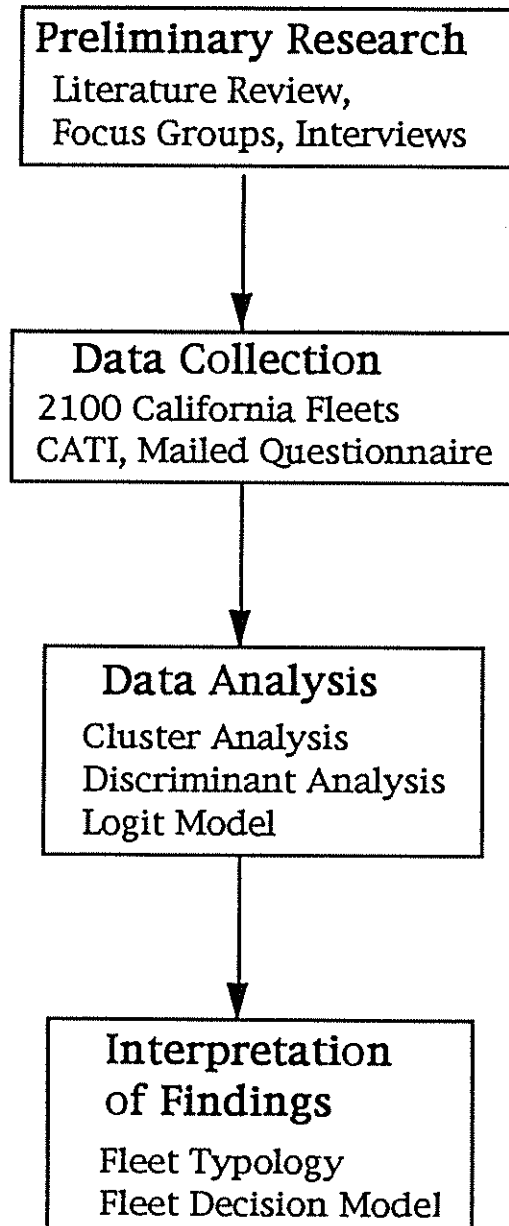 Preliminary Research
Literature Review,
Focus Groups, Interviews
Data Collection
2100 California Fleets
CATI, Mailed Questionnaire
Data Analysis
Cluster Analysis
Discriminant Analysis
Logit Model
Interpretation
of Findings
Fleet Typology
Fleet Decision Model